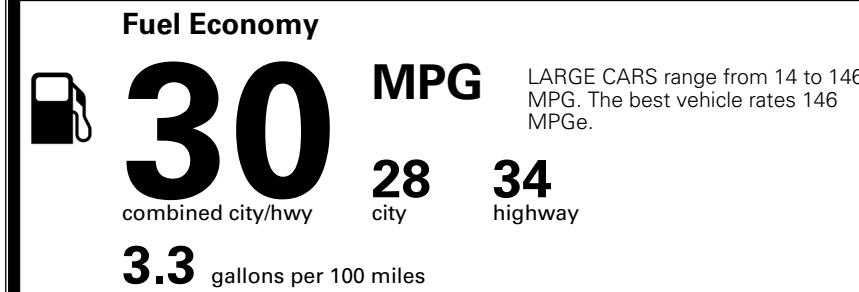 Fuel Economy
30
combined city/hwy
MPG
28
city
34
highway
LARGE CARS range from 14 to 146
MPG. The best vehicle rates 146
MPGe.
3.3 gallons per 100 miles